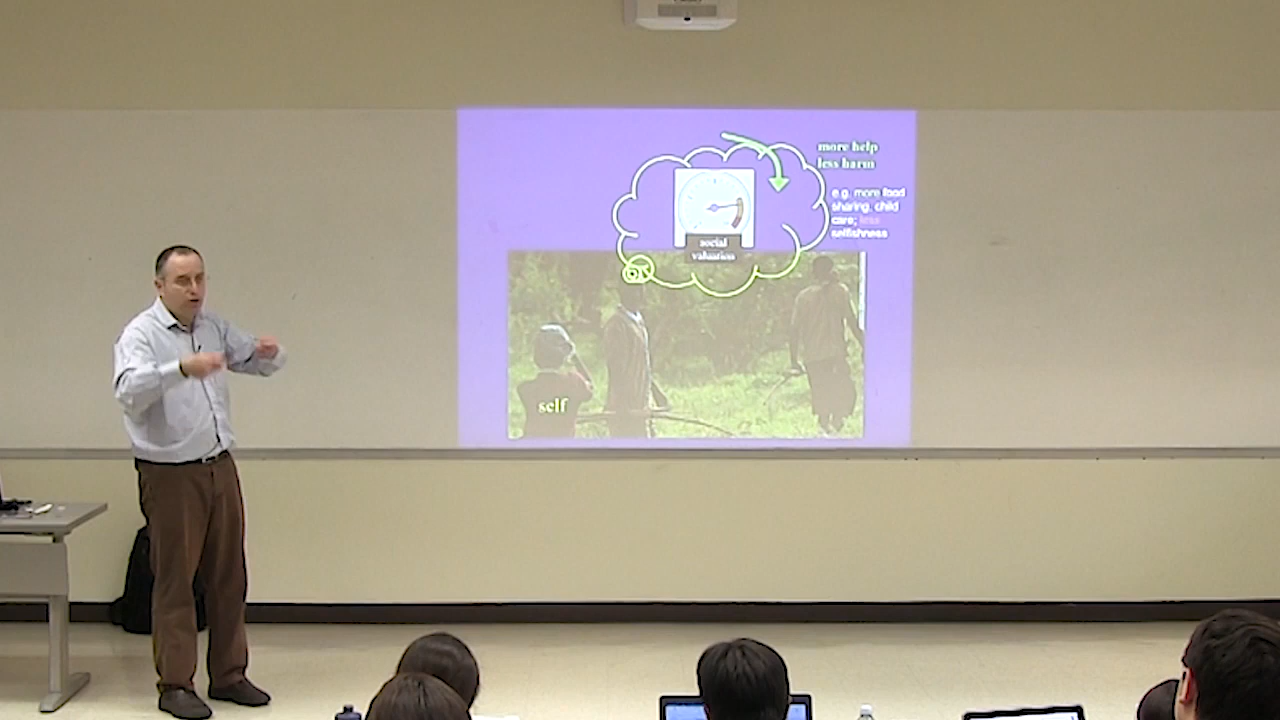 more help
less harm
e.g. more food
sharing, child
care; less
selfishness
social
valuation
self